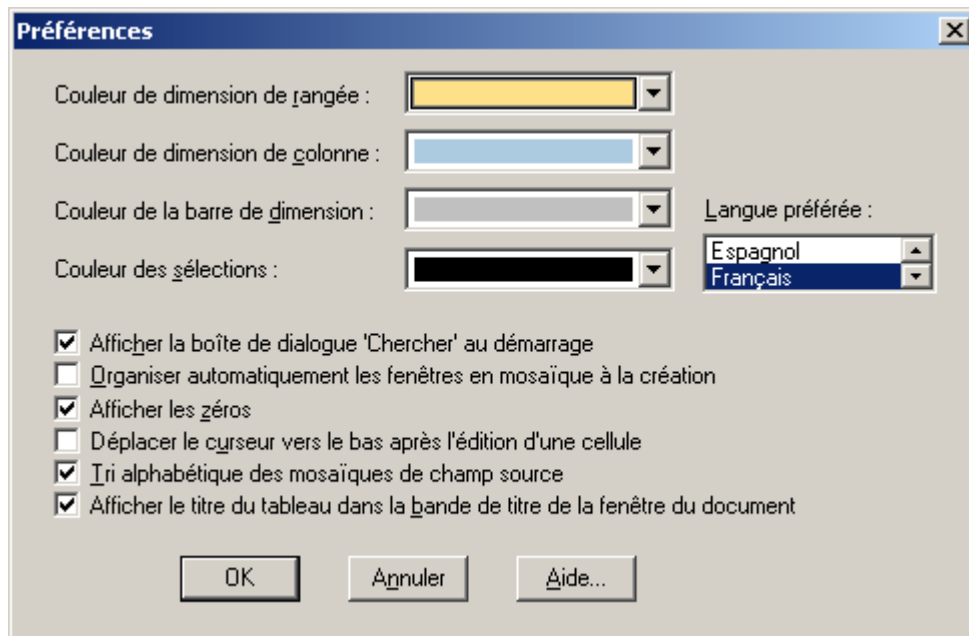 Préférences
Couleur de dimension de rangée :
Couleur de dimension de colonne :
Couleur de la barre de dimension :
Langue préférée :
Espagnol
Français
Couleur des sélections :
Afficher la boîte de dialogue 'Chercher' au démarrage
Organiser automatiquement les fenêtres en mosaïque à la création
Afficher les zéros
Déplacer le curseur vers le bas après l'édition d'une cellule
Tri alphabétique des mosaïques de champ source
Afficher le titre du tableau dans la bande de titre de la fenêtre du document
OK
Annuler
Aide...